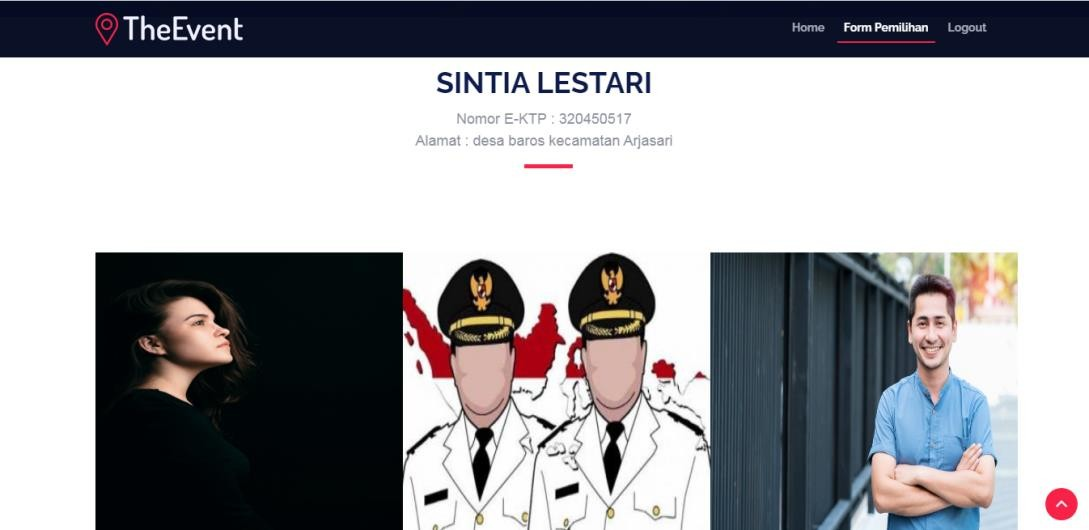 TheEvent
Home Form Pemilihan Logout
SINTIA LESTARI
Nomor E-KTP : 320450517
Alamat : desa baros kecamatan Arjasari